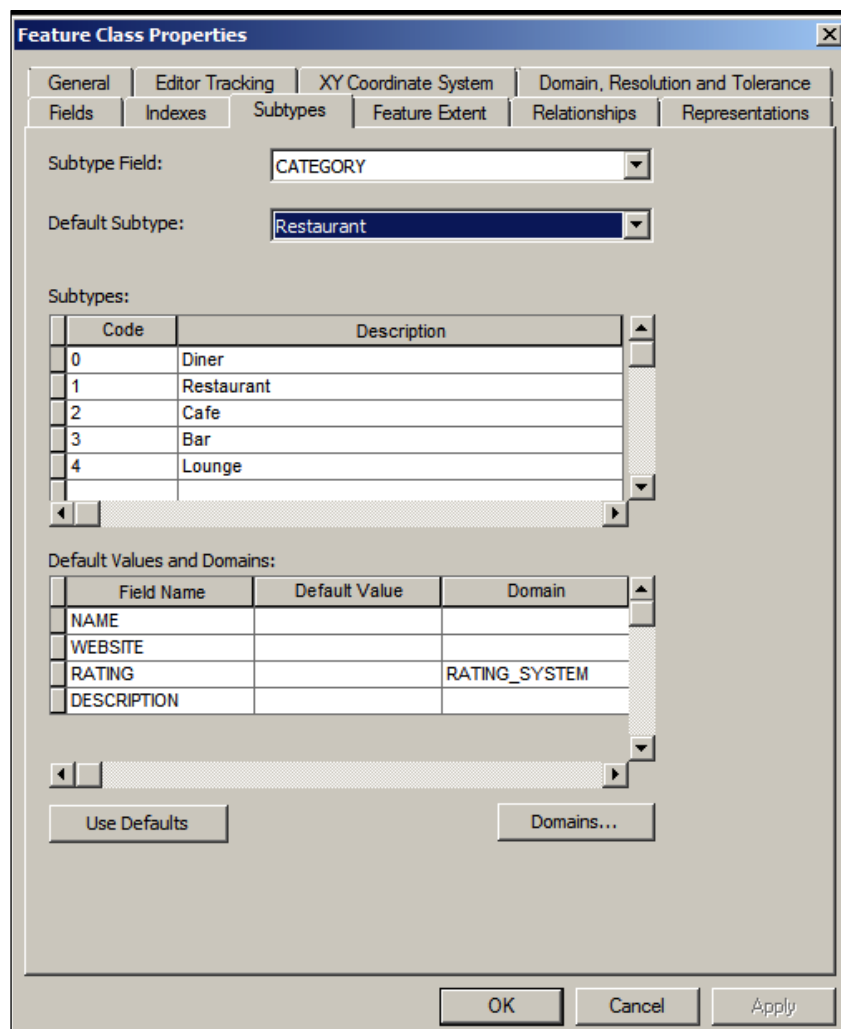 Feature Class Properties
General Editor Tracking XY Coordinate System Domain, Resolution and Tolerance
Fields Indexes Subtypes Feature Extent Relationships Representations
Subtype Field: CATEGORY
Default Subtype: Restaurant
Subtypes:
Code Description
0 Diner
1 Restaurant
2 Cafe
3 Bar
4 Lounge
Default Values and Domains:
Field Name Default Value Domain
NAME
WEBSITE
RATING RATING_SYSTEM
DESCRIPTION
Use Defaults Domains...
OK Cancel Apply